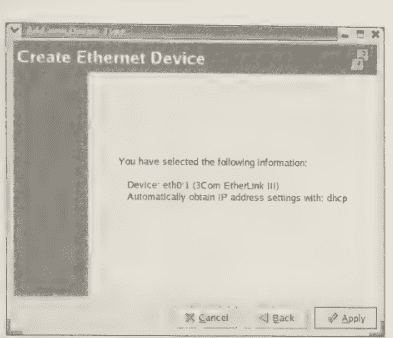 Create Ethernet Device
You have selected the following information:
Device: eth0:1 (3Com EtherLink III)
Automatically obtain IP address settings with: dhcp
Cancel
Back
Apply